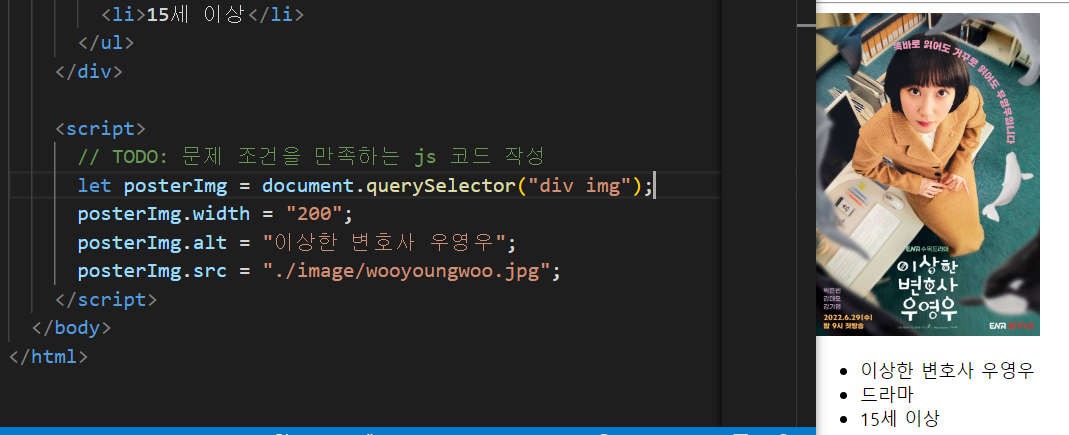 <li>15세 이상</li>
</ul>
</div>
<script>
// TODO: 문제 조건을 만족하는 js 코드 작성
let posterImg = document.querySelector("div img");
posterImg.width = "200";
posterImg.alt = "이상한 변호사 우영우";
posterImg.src = "./image/wooyoungwoo.jpg";
</script>
</body>
</html>
똑바로 읽어도 거꾸로 읽어도 우영우입니다
ENA 수목드라마
이상한
변호사
우영우
박은빈
강태오
강기영
2022.6.29(수)
밤 9시 첫방송
ENA
이상한 변호사 우영우
드라마
15세 이상